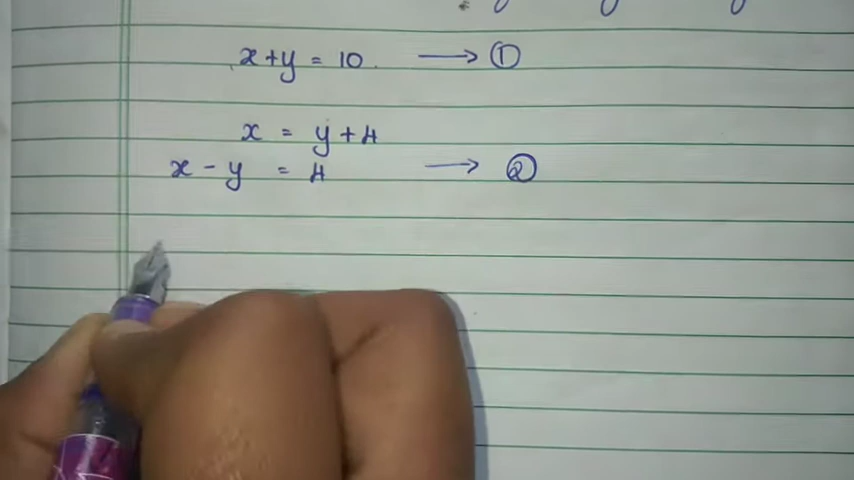 x+y = 10. → ①
x = y+4
x - y = 4 → ②